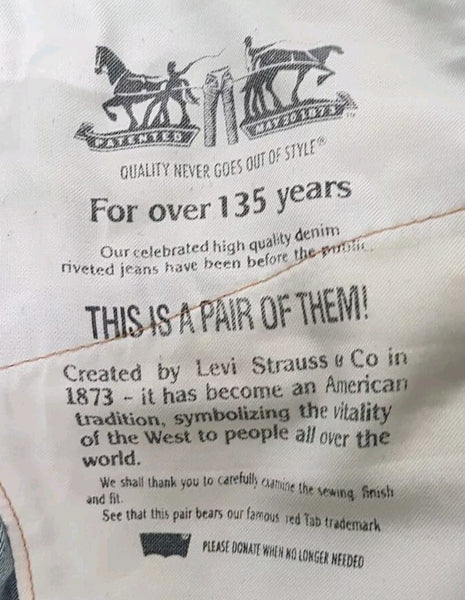 PATENTED MAY 20 1873
QUALITY NEVER GOES OUT OF STYLE®
For over 135 years
Our celebrated high quality denim
riveted jeans have been before the public.
THIS IS A PAIR OF THEM!
Created by Levi Strauss & Co in
1873 - it has become an American
tradition, symbolizing the vitality
of the West to people all over the
world.
We shall thank you to carefully examine the sewing, finish
and fit.
See that this pair bears our famous red Tab trademark
PLEASE DONATE WHEN NO LONGER NEEDED